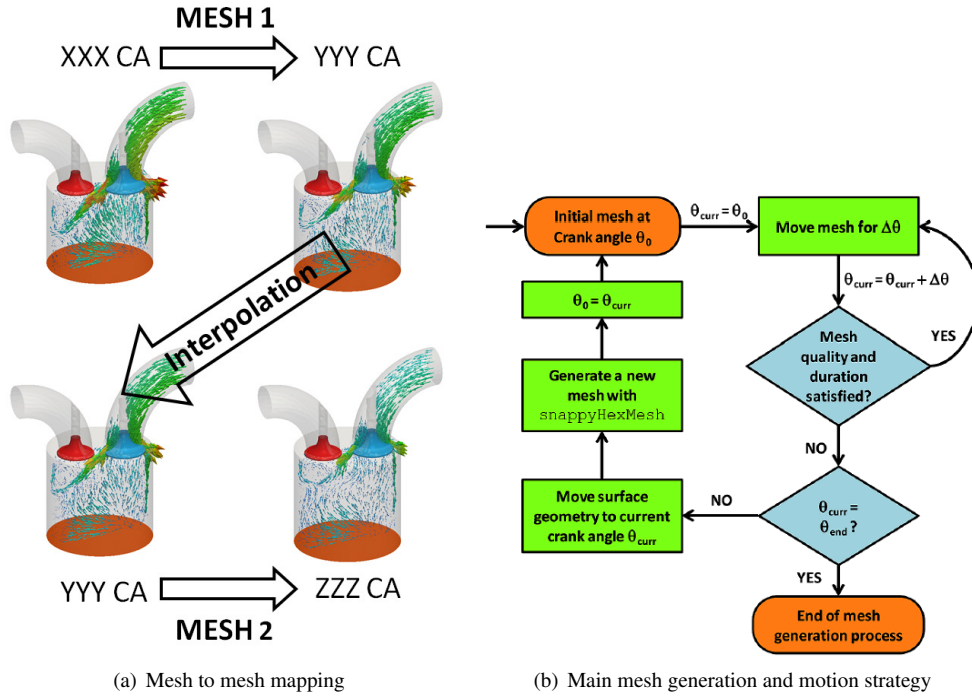 MESH 1
XXX CA
YYY CA
Interpolation
YYY CA
ZZZ CA
MESH 2
(a) Mesh to mesh mapping
Initial mesh at
Crank angle θ₀
θcurr = θ₀
Move mesh for Δθ
θcurr = θcurr + Δθ
Mesh
quality and
duration
satisfied?
YES
NO
θcurr =
θend ?
NO
YES
End of mesh
generation process
Move surface
geometry to current
crank angle θcurr
Generate a new
mesh with
snappyHexMesh
θ₀ = θcurr
(b) Main mesh generation and motion strategy